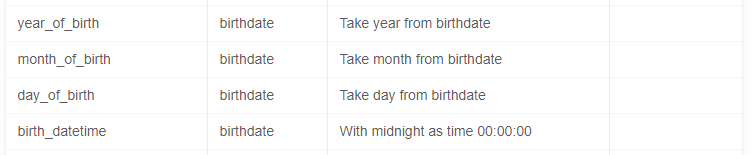 year_of_birth birthdate Take year from birthdate
month_of_birth birthdate Take month from birthdate
day_of_birth birthdate Take day from birthdate
birth_datetime birthdate With midnight as time 00:00:00